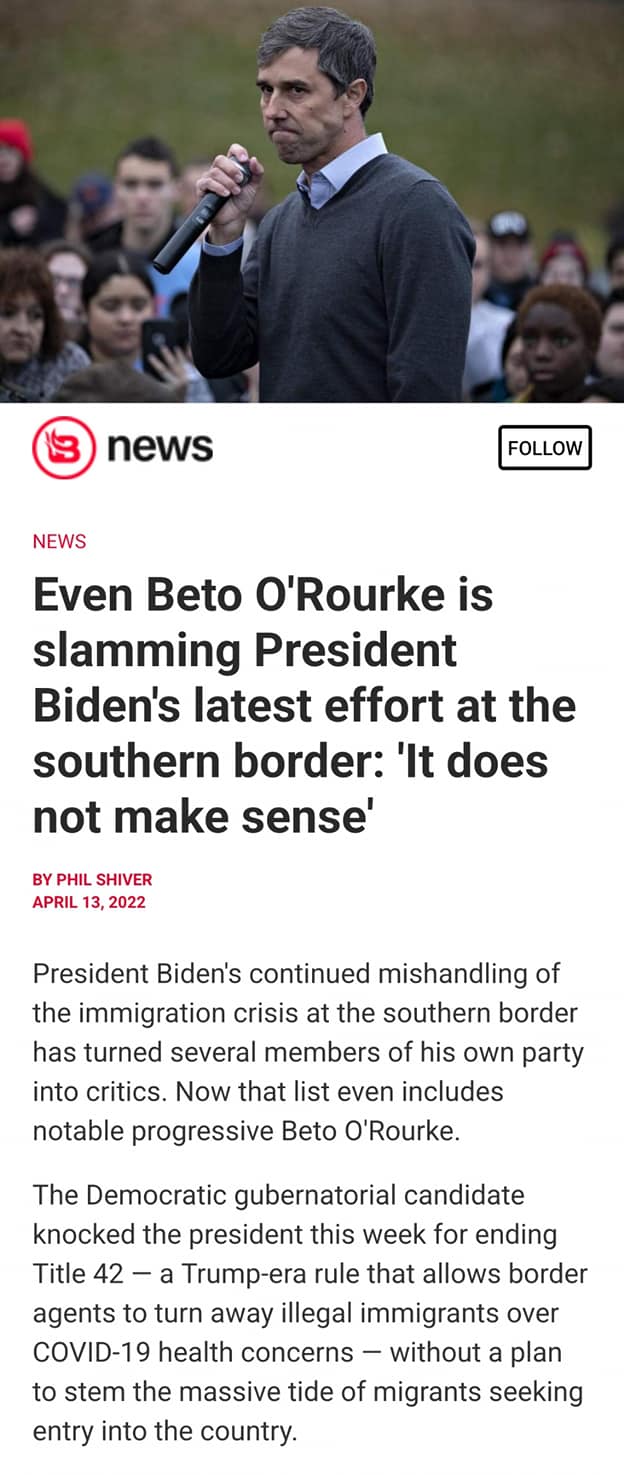 news
FOLLOW
NEWS
Even Beto O'Rourke is
slamming President
Biden's latest effort at the
southern border: 'It does
not make sense'
BY PHIL SHIVER
APRIL 13, 2022
President Biden's continued mishandling of
the immigration crisis at the southern border
has turned several members of his own party
into critics. Now that list even includes
notable progressive Beto O'Rourke.
The Democratic gubernatorial candidate
knocked the president this week for ending
Title 42 — a Trump-era rule that allows border
agents to turn away illegal immigrants over
COVID-19 health concerns — without a plan
to stem the massive tide of migrants seeking
entry into the country.